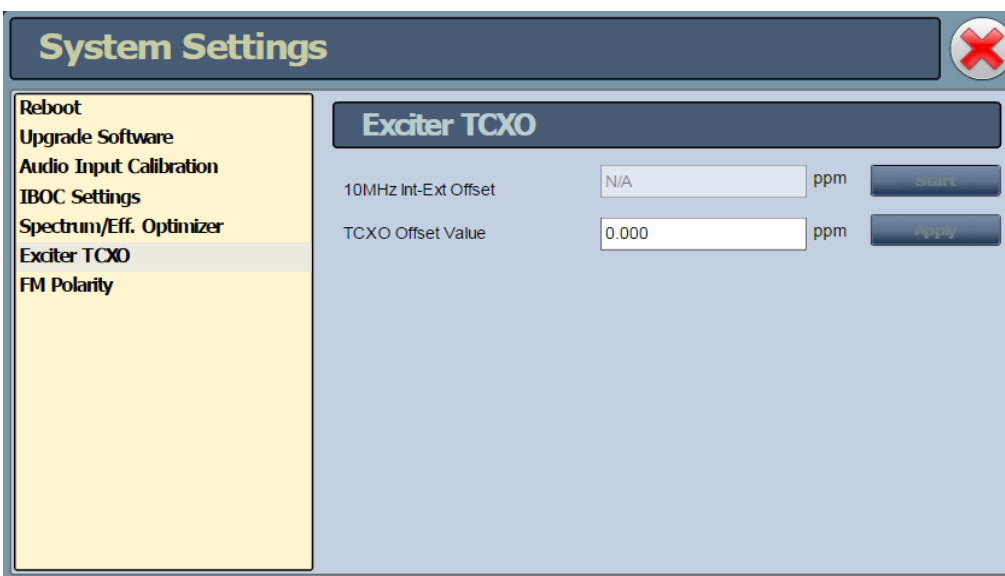 System Settings
Reboot
Upgrade Software
Audio Input Calibration
IBOC Settings
Spectrum/Eff. Optimizer
Exciter TCXO
FM Polarity
Exciter TCXO
10MHz Int-Ext Offset N/A ppm Start
TCXO Offset Value 0.000 ppm Apply